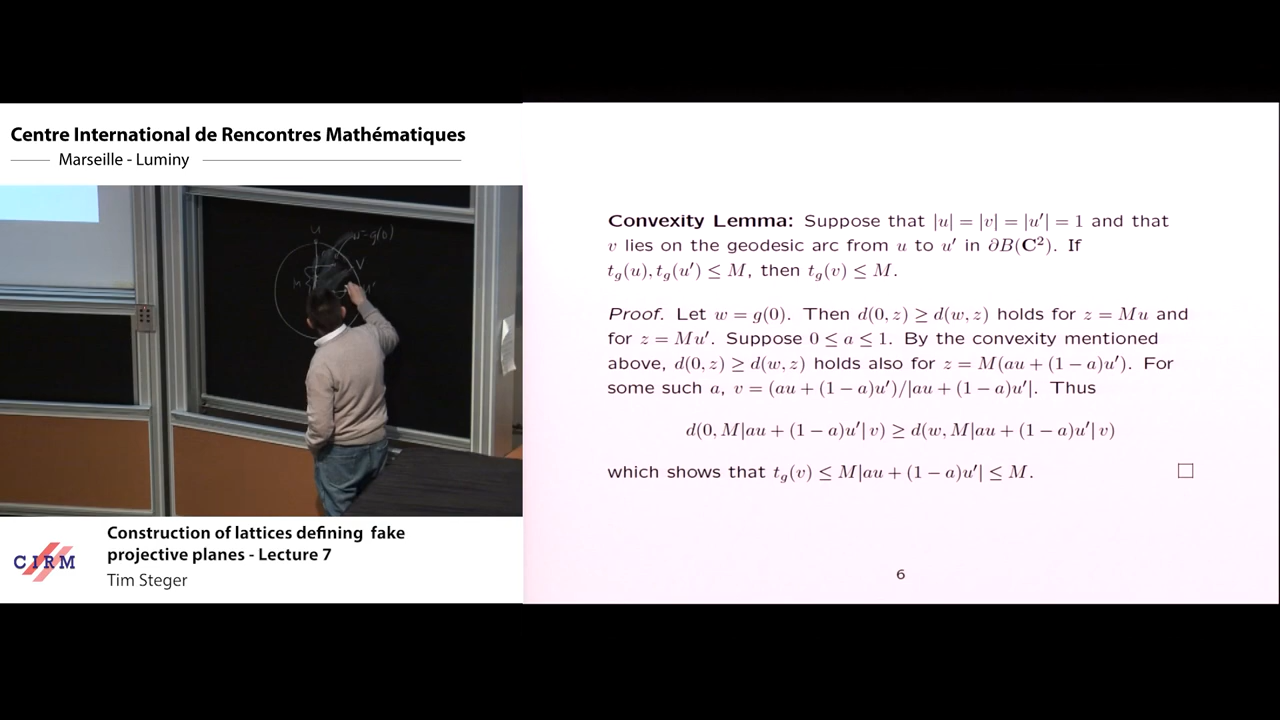 Centre International de Rencontres Mathématiques
Marseille - Luminy
u
w=g(0)
v
M
u'
CIRM
Construction of lattices defining fake
projective planes - Lecture 7
Tim Steger
Convexity Lemma: Suppose that |u| = |v| = |u′| = 1 and that
v lies on the geodesic arc from u to u′ in ∂B(C²). If
t_g(u), t_g(u′) ≤ M, then t_g(v) ≤ M.
Proof. Let w = g(0). Then d(0, z) ≥ d(w, z) holds for z = Mu and
for z = Mu′. Suppose 0 ≤ a ≤ 1. By the convexity mentioned
above, d(0, z) ≥ d(w, z) holds also for z = M(au + (1 − a)u′). For
some such a, v = (au + (1 − a)u′)/|au + (1 − a)u′|. Thus
d(0, M|au + (1 − a)u′| v) ≥ d(w, M|au + (1 − a)u′| v)
which shows that t_g(v) ≤ M|au + (1 − a)u′| ≤ M. □
6